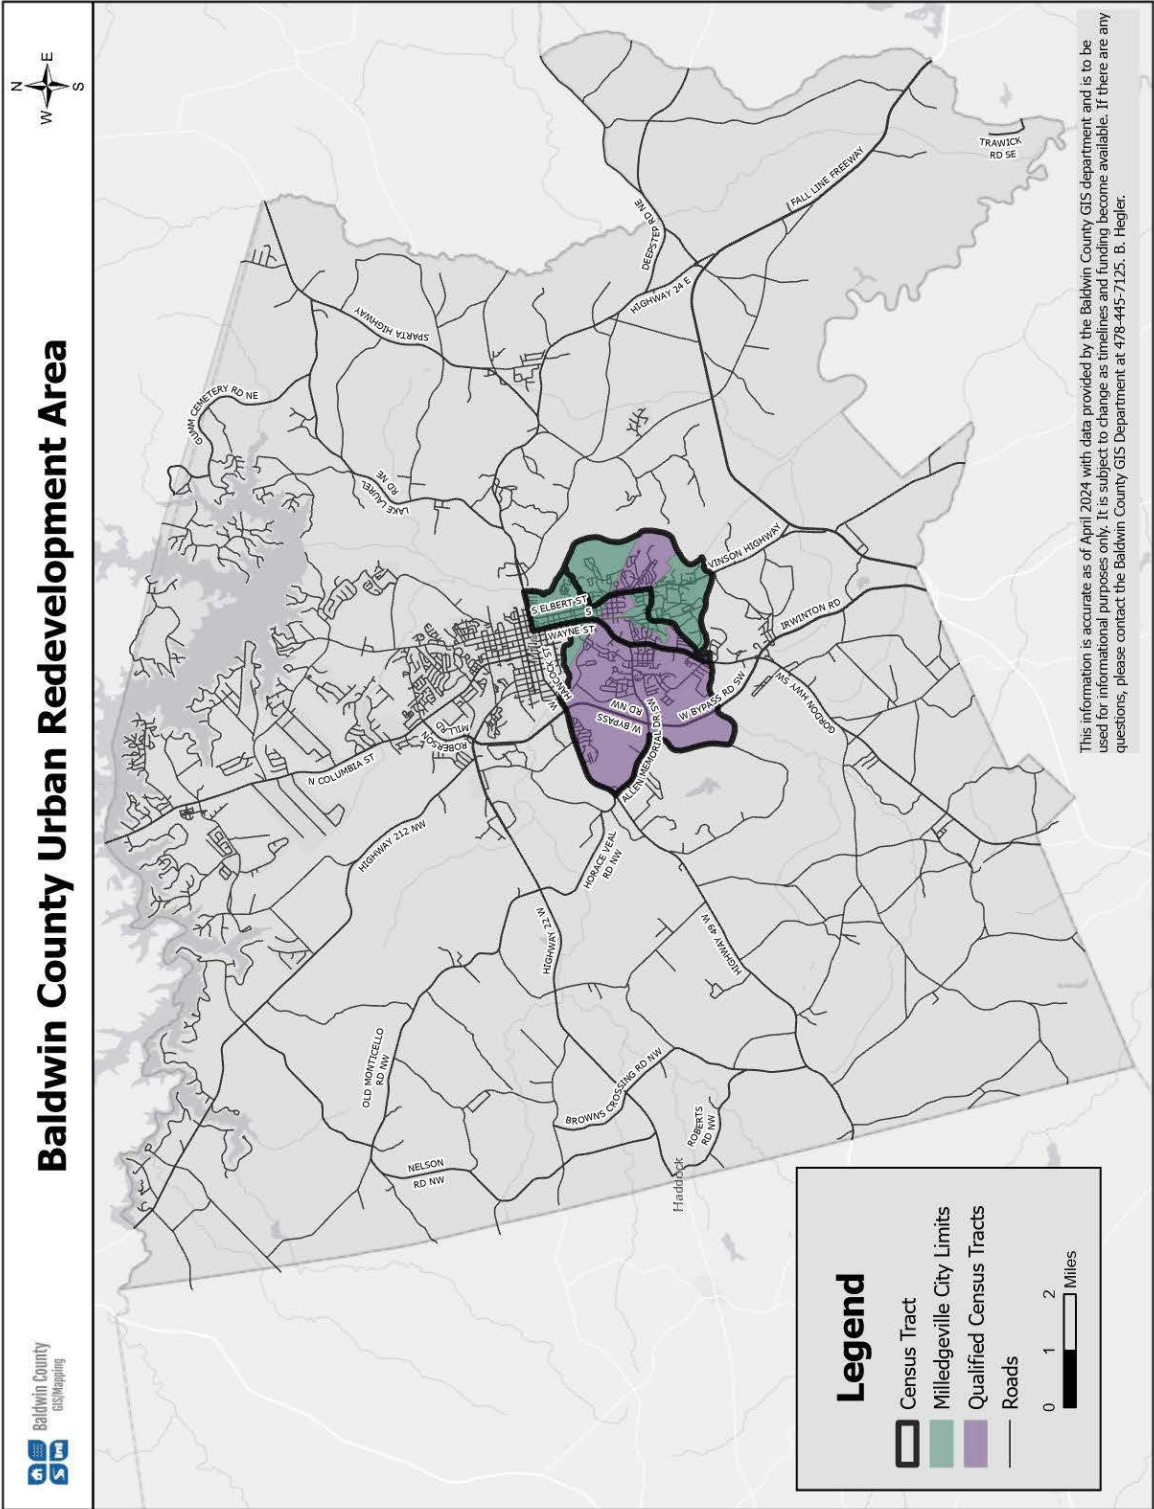 Baldwin County
GIS/Mapping
Baldwin County Urban Redevelopment Area
N
W
E
S
GUMM CEMETERY RD NE
SPARTA HIGHWAY
LAKE LAUREL
RD NE
DEEPSTEP RD NE
HIGHWAY 24 E
FALL LINE FREEWAY
TRAWICK
RD SE
N COLUMBIA ST
ROBERSON
MILL RD
HIGHWAY 212 NW
W HANCOCK ST
S ELBERT ST
S
WAYNE ST
VINSON HIGHWAY
IRWINTON RD
GORDON HWY SW
W BYPASS RD SW
W BYPASS
RD NW
ALLEN MEMORIAL DR SW
HORACE VEAL
RD NW
HIGHWAY 22 W
HIGHWAY 49 W
OLD MONTICELLO
RD NW
BROWNS CROSSING RD NW
NELSON
RD NW
ROBERTS
RD NW
Haddock
Legend
Census Tract
Milledgeville City Limits
Qualified Census Tracts
Roads
0 1 2
Miles
This information is accurate as of April 2024 with data provided by the Baldwin County GIS department and is to be
used for informational purposes only. It is subject to change as timelines and funding become available. If there are any
questions, please contact the Baldwin County GIS Department at 478-445-7125. B. Hegler.